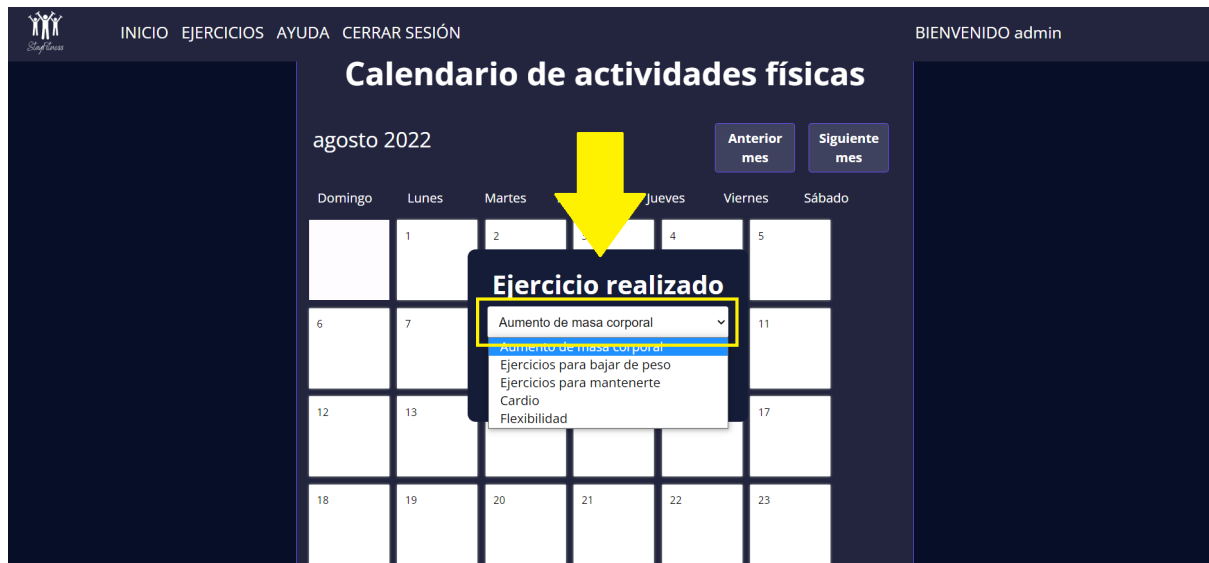 StayFitness
INICIO EJERCICIOS AYUDA CERRAR SESIÓN
BIENVENIDO admin
Calendario de actividades físicas
agosto 2022
Anterior
mes
Siguiente
mes
Domingo Lunes Martes Jueves Viernes Sábado
1 2 3 4 5
Ejercicio realizado
Aumento de masa corporal
6 7 11
Aumento de masa corporal
Ejercicios para bajar de peso
Ejercicios para mantenerte
Cardio
Flexibilidad
12 13 17
18 19 20 21 22 23